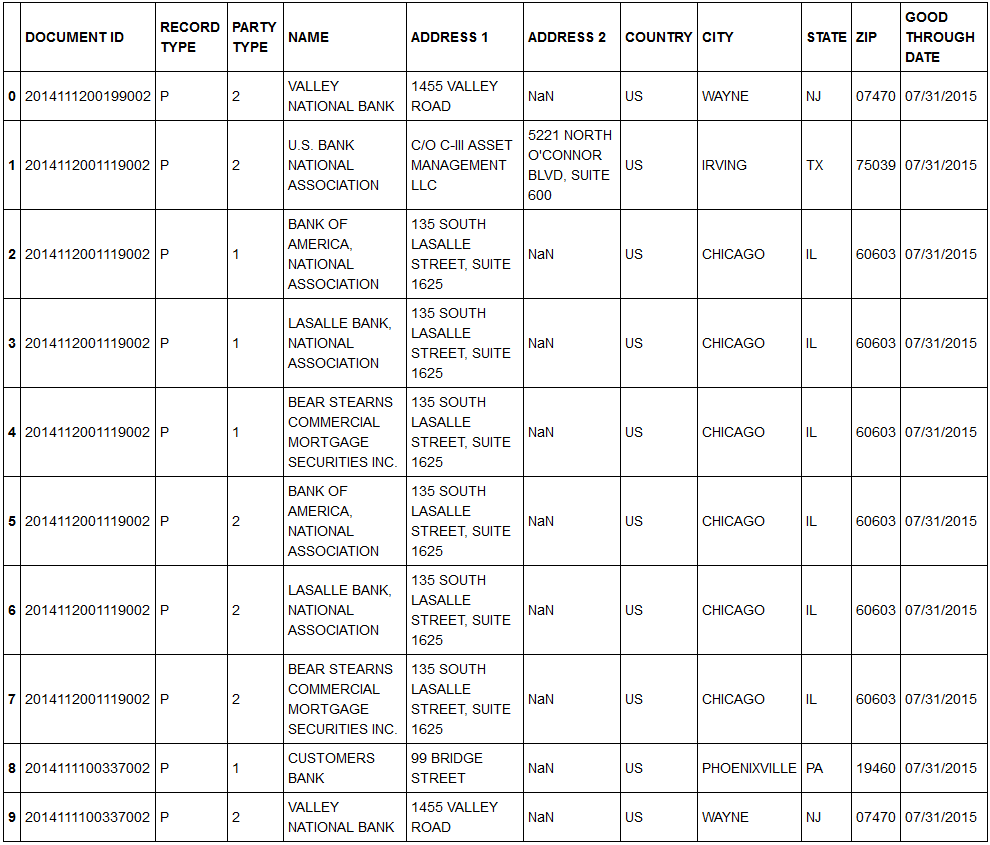 DOCUMENT ID RECORD TYPE PARTY TYPE NAME ADDRESS 1 ADDRESS 2 COUNTRY CITY STATE ZIP GOOD THROUGH DATE
0 2014111200199002 P 2 VALLEY NATIONAL BANK 1455 VALLEY ROAD NaN US WAYNE NJ 07470 07/31/2015
1 2014112001119002 P 2 U.S. BANK NATIONAL ASSOCIATION C/O C-III ASSET MANAGEMENT LLC 5221 NORTH O'CONNOR BLVD, SUITE 600 US IRVING TX 75039 07/31/2015
2 2014112001119002 P 1 BANK OF AMERICA, NATIONAL ASSOCIATION 135 SOUTH LASALLE STREET, SUITE 1625 NaN US CHICAGO IL 60603 07/31/2015
3 2014112001119002 P 1 LASALLE BANK, NATIONAL ASSOCIATION 135 SOUTH LASALLE STREET, SUITE 1625 NaN US CHICAGO IL 60603 07/31/2015
4 2014112001119002 P 1 BEAR STEARNS COMMERCIAL MORTGAGE SECURITIES INC. 135 SOUTH LASALLE STREET, SUITE 1625 NaN US CHICAGO IL 60603 07/31/2015
5 2014112001119002 P 2 BANK OF AMERICA, NATIONAL ASSOCIATION 135 SOUTH LASALLE STREET, SUITE 1625 NaN US CHICAGO IL 60603 07/31/2015
6 2014112001119002 P 2 LASALLE BANK, NATIONAL ASSOCIATION 135 SOUTH LASALLE STREET, SUITE 1625 NaN US CHICAGO IL 60603 07/31/2015
7 2014112001119002 P 2 BEAR STEARNS COMMERCIAL MORTGAGE SECURITIES INC. 135 SOUTH LASALLE STREET, SUITE 1625 NaN US CHICAGO IL 60603 07/31/2015
8 2014111100337002 P 1 CUSTOMERS BANK 99 BRIDGE STREET NaN US PHOENIXVILLE PA 19460 07/31/2015
9 2014111100337002 P 2 VALLEY NATIONAL BANK 1455 VALLEY ROAD NaN US WAYNE NJ 07470 07/31/2015